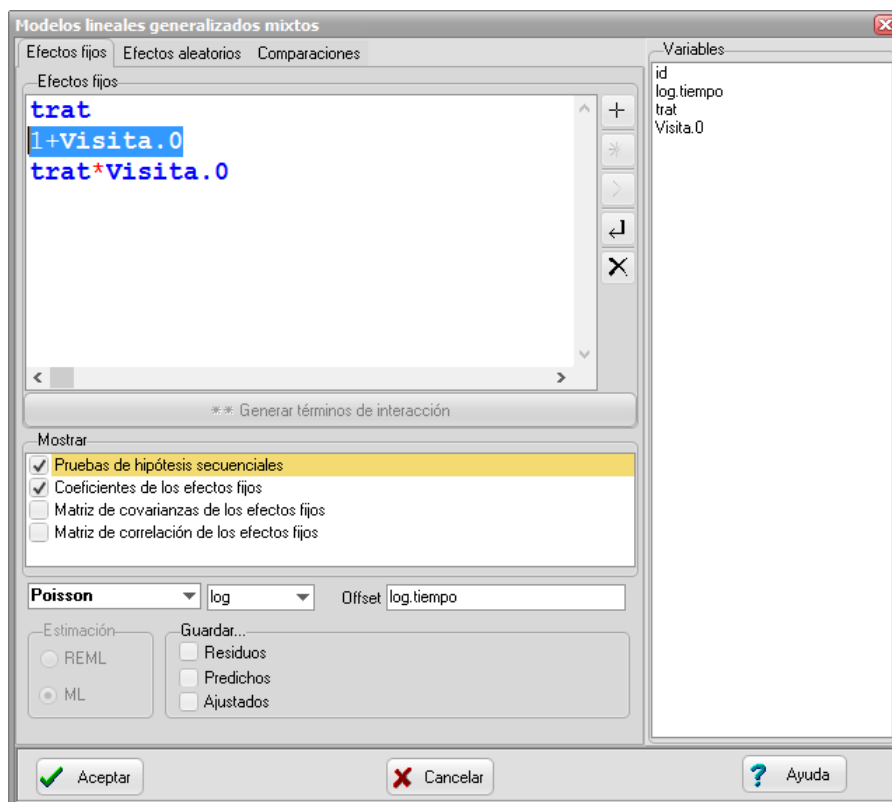 Modelos lineales generalizados mixtos
Efectos fijos Efectos aleatorios Comparaciones
Variables
Efectos fijos
trat
1+Visita.0
trat*Visita.0
id
log.tiempo
trat
Visita.0
** Generar términos de interacción
Mostrar
Pruebas de hipótesis secuenciales
Coeficientes de los efectos fijos
Matriz de covarianzas de los efectos fijos
Matriz de correlación de los efectos fijos
Poisson log Offset log.tiempo
Estimación
REML
ML
Guardar...
Residuos
Predichos
Ajustados
Aceptar Cancelar Ayuda